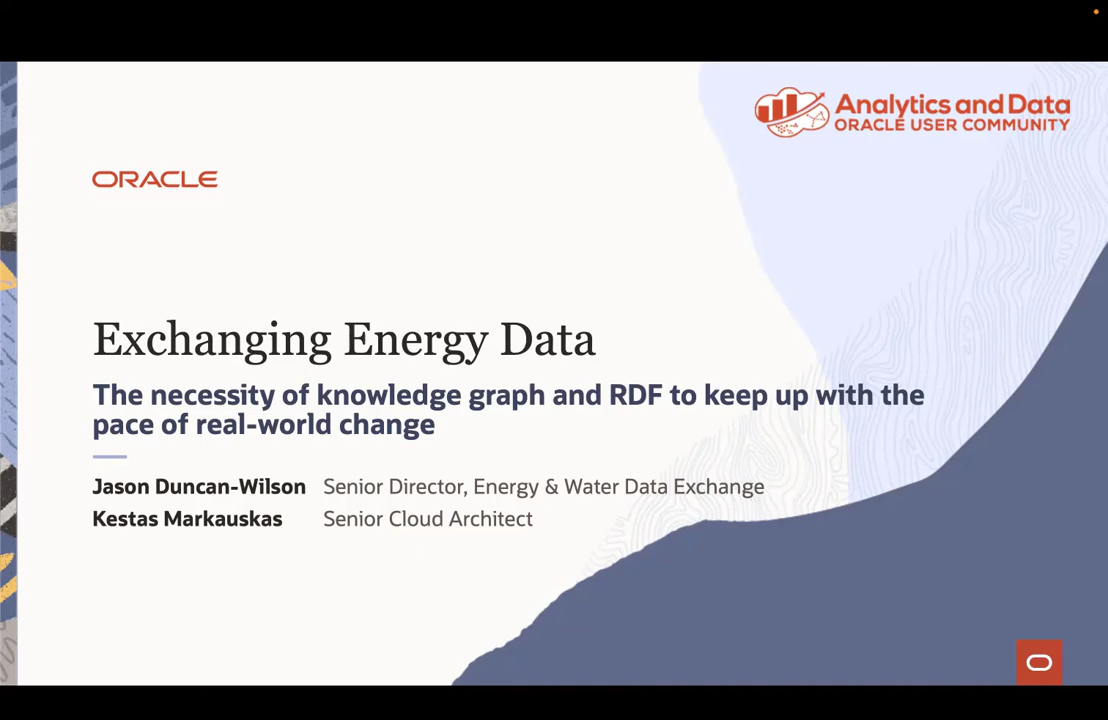 Analytics and Data
ORACLE USER COMMUNITY
ORACLE
Exchanging Energy Data
The necessity of knowledge graph and RDF to keep up with the
pace of real-world change
Jason Duncan-Wilson Senior Director, Energy & Water Data Exchange
Kestas Markauskas Senior Cloud Architect